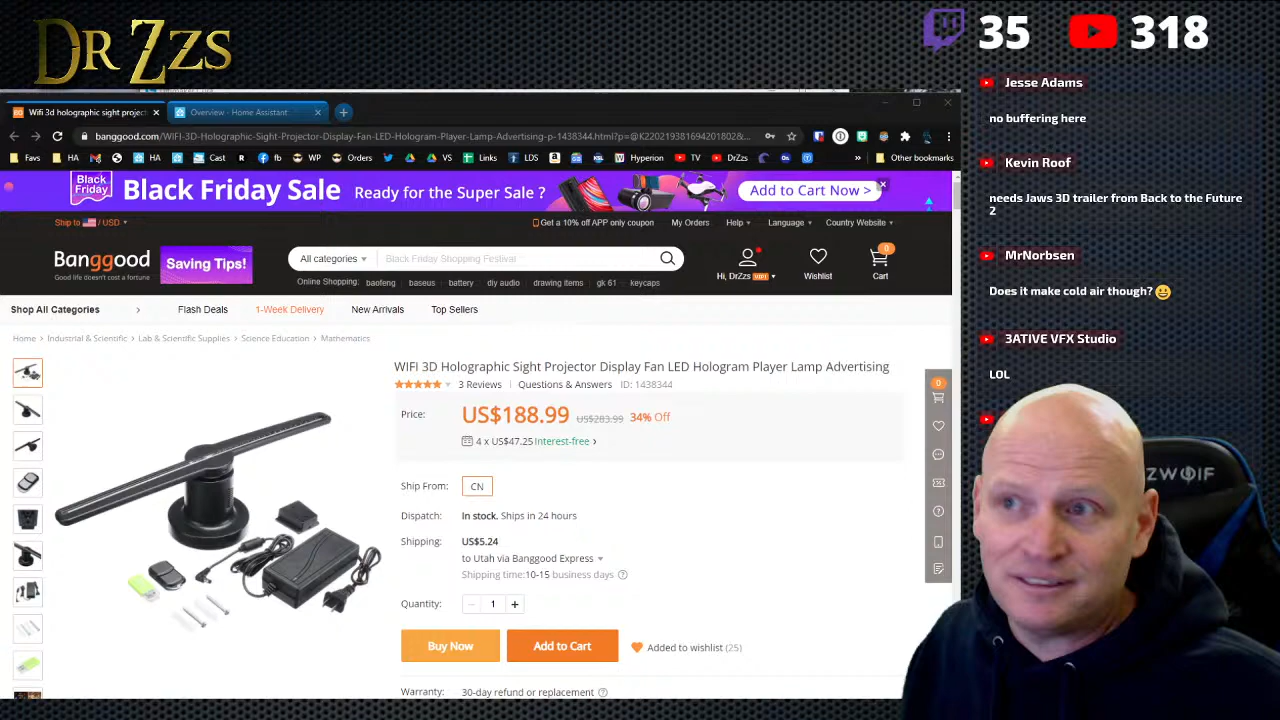 DR ZZS
35
318
Wifi 3d holographic sight project
Overview - Home Assistant
banggood.com/WIFI-3D-Holographic-Sight-Projector-Display-Fan-LED-Hologram-Player-Lamp-Advertising-p-1438344.html?p=@K220219381694201802&...
Favs
HA
HA
Cast
fb
WP
Orders
VS
Links
LDS
KSL
Hyperion
TV
DrZzs
Other bookmarks
Black
Friday
Black Friday Sale
Ready for the Super Sale ?
Add to Cart Now >
Ship to / USD
Get a 10% off APP only coupon
My Orders
Help
Language
Country Website
Banggood
Good life doesn't cost a fortune
Saving Tips!
All categories
Black Friday Shopping Festival
Hi, DrZzs
Wishlist
0
Cart
Online Shopping:
baofeng
baseus
battery
diy audio
drawing items
gk 61
keycaps
Shop All Categories >
Flash Deals
1-Week Delivery
New Arrivals
Top Sellers
Home > Industrial & Scientific > Lab & Scientific Supplies > Science Education > Mathematics
WIFI 3D Holographic Sight Projector Display Fan LED Hologram Player Lamp Advertising
3 Reviews
Questions & Answers
ID: 1438344
Price:
US$188.99
US$283.99
34% Off
4 x US$47.25 Interest-free >
Ship From:
CN
Dispatch:
In stock. Ships in 24 hours
Shipping:
US$5.24
to Utah via Banggood Express
Shipping time:10-15 business days
Quantity:
1
Buy Now
Add to Cart
Added to wishlist (25)
Warranty:
30-day refund or replacement
0
Jesse Adams
no buffering here
Kevin Roof
needs Jaws 3D trailer from Back to the Future
2
MrNorbsen
Does it make cold air though?
3ATIVE VFX Studio
LOL